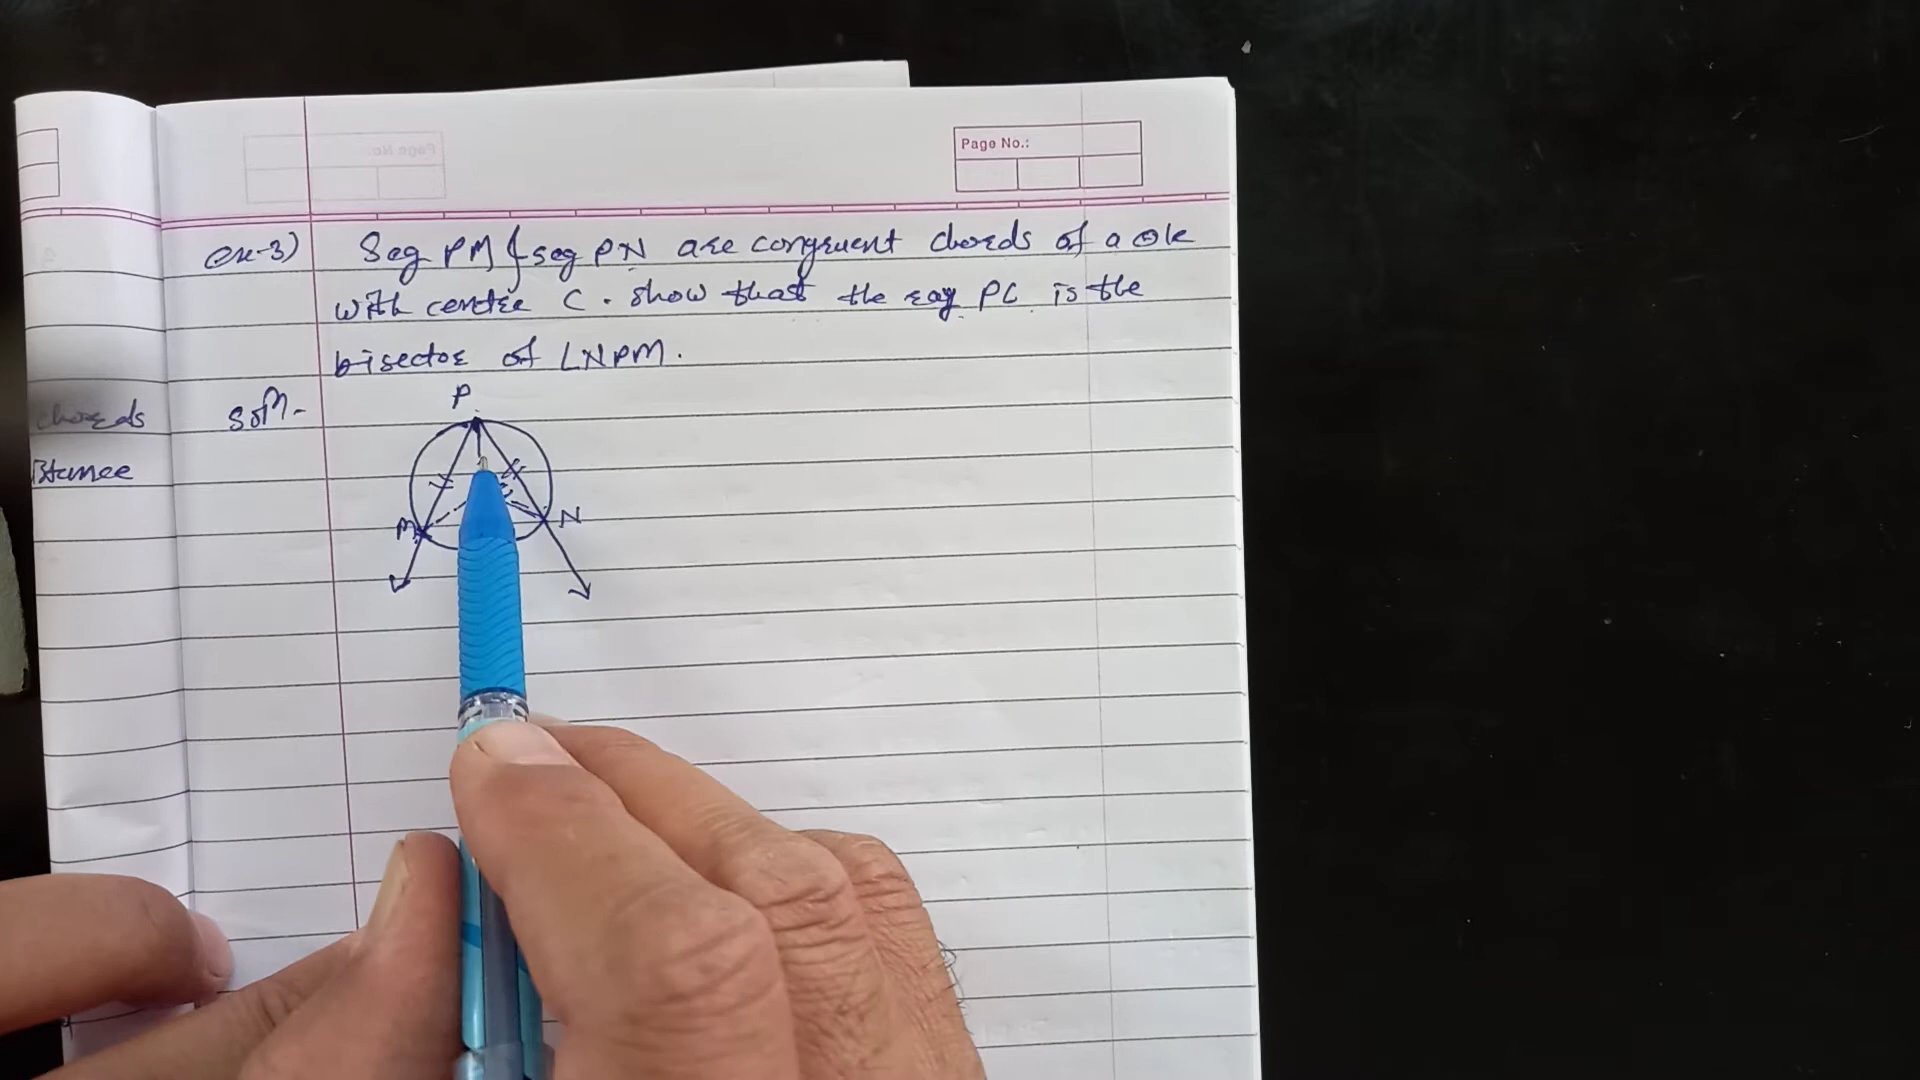 Page No.:
ex-3) Seg PM & seg PN are congruent chords of a ⊙le
with centre C. show that the ray PC is the
bisector of ∠NPM.
chords Soln-
P
istance
M N